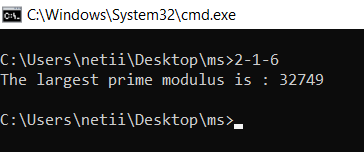 C:\Windows\System32\cmd.exe
C:\Users\netii\Desktop\ms>2-1-6
The largest prime modulus is : 32749
C:\Users\netii\Desktop\ms>